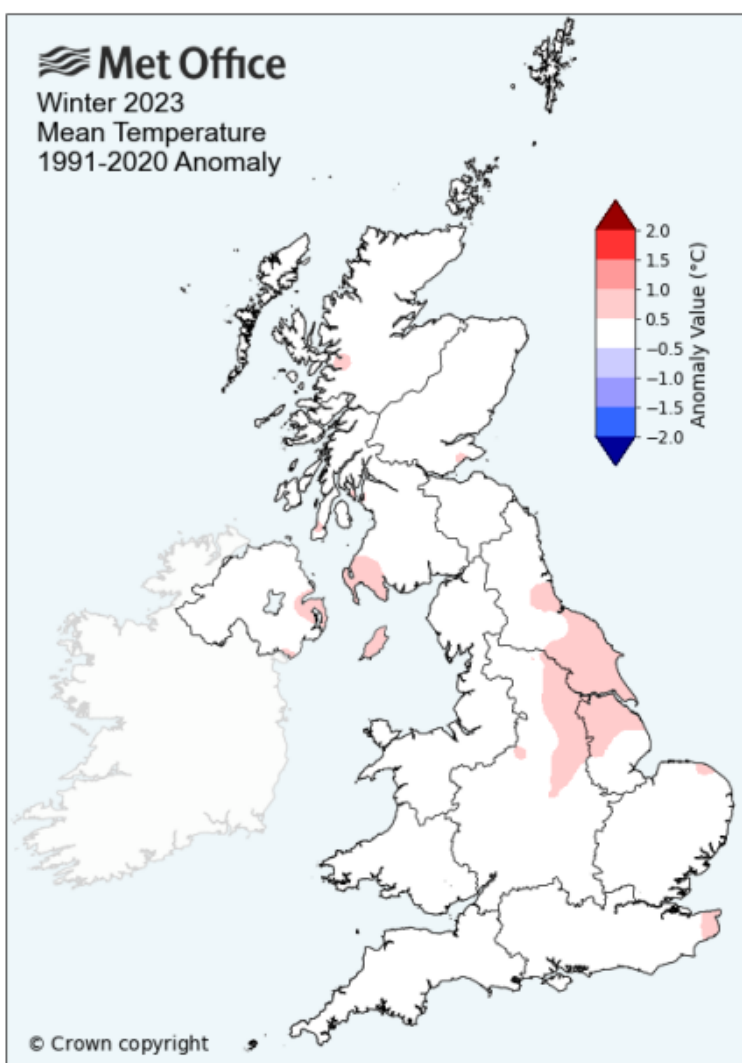 Met Office
Winter 2023
Mean Temperature
1991-2020 Anomaly
2.0
1.5
1.0
0.5
−0.5
−1.0
−1.5
−2.0
Anomaly Value (°C)
© Crown copyright